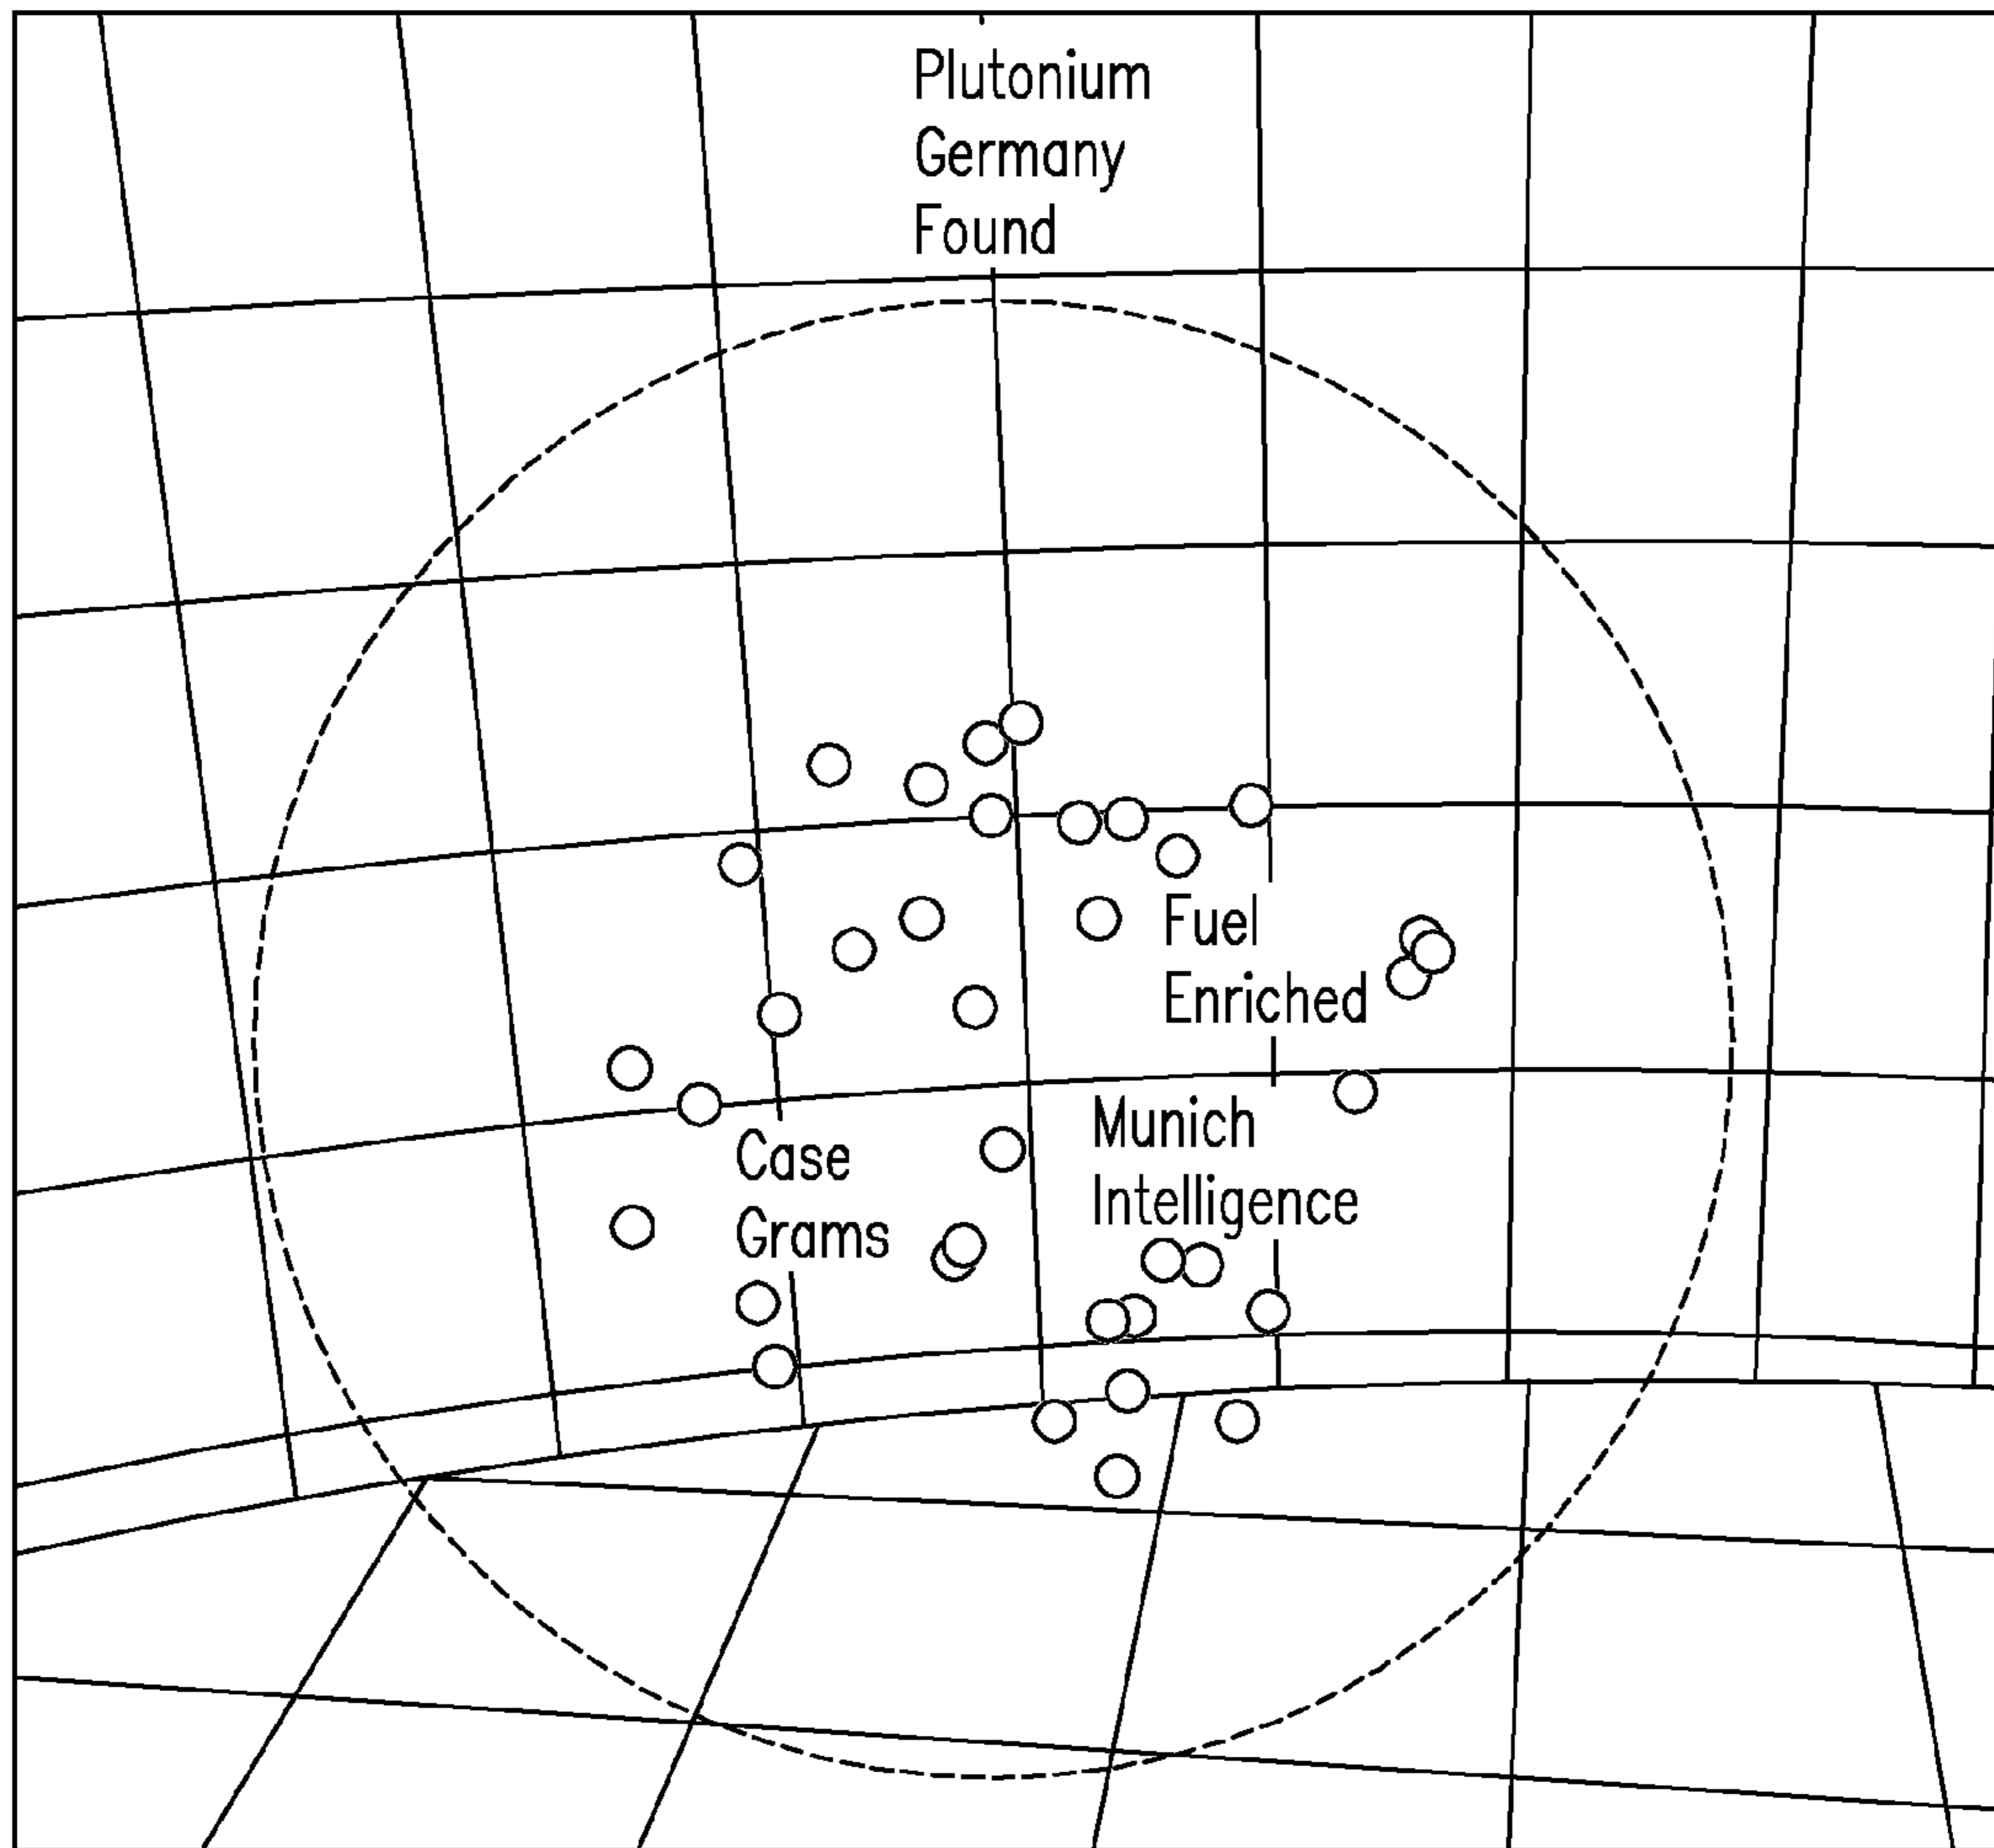 Plutonium
Germany
Found
Fuel
Enriched
Munich
Intelligence
Case
Grams